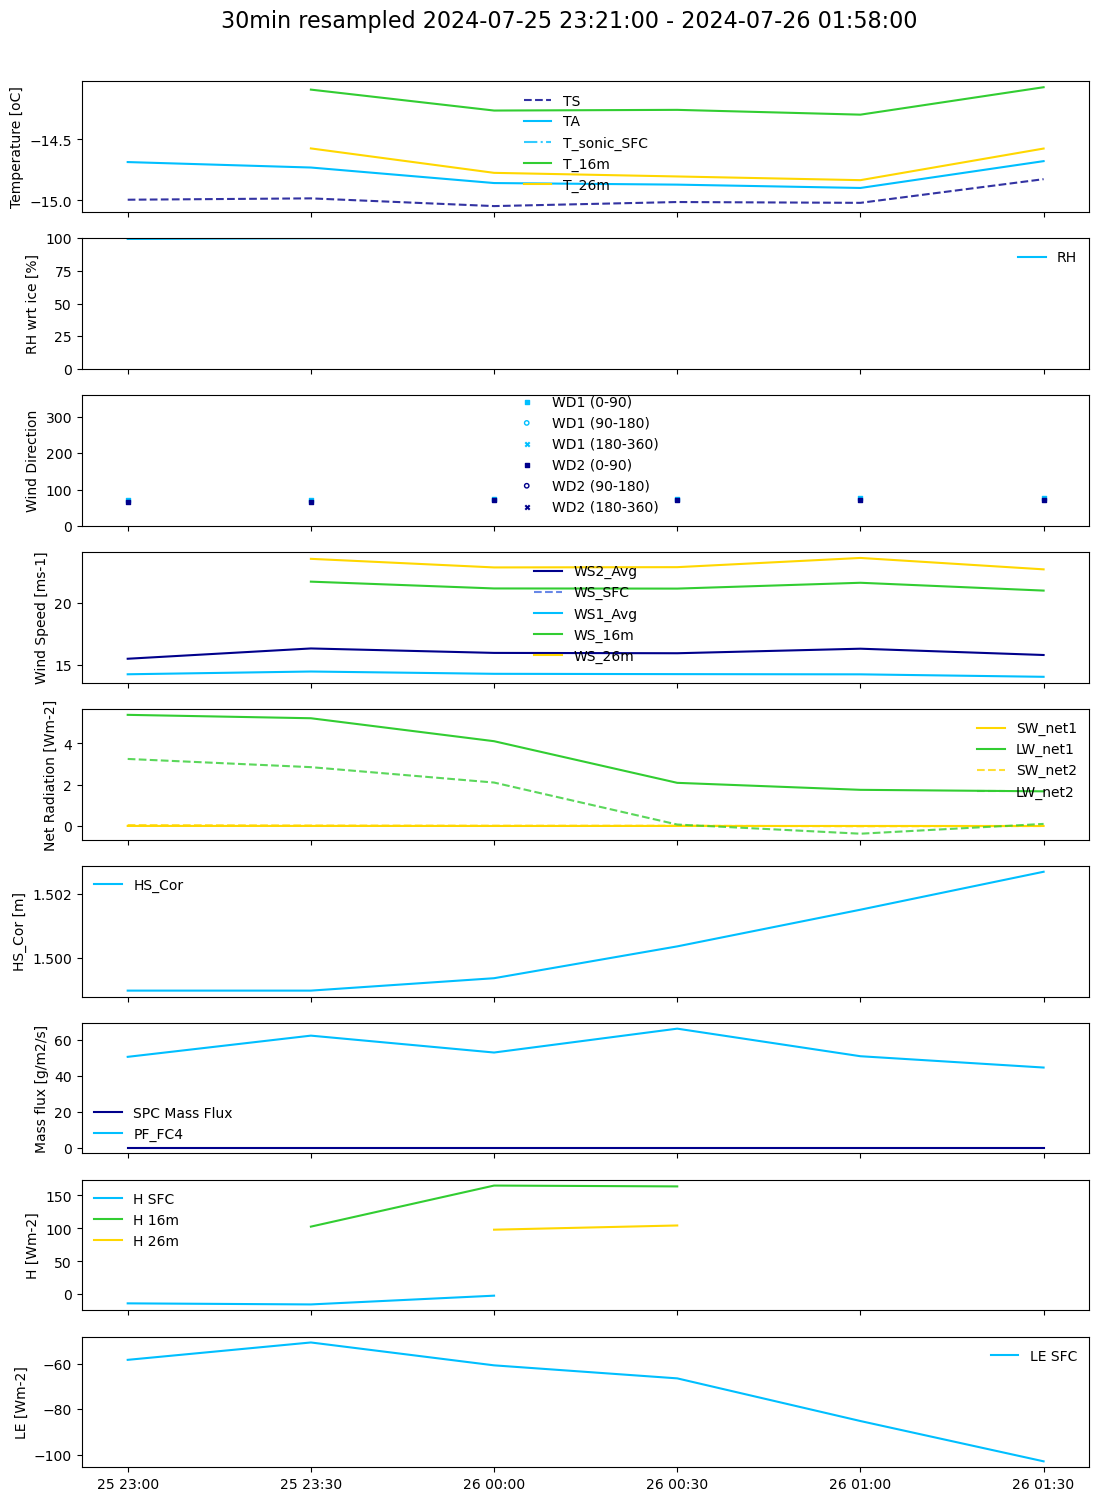 30min resampled 2024-07-25 23:21:00 - 2024-07-26 01:58:00
Temperature [oC]
−14.5
−15.0
TS
TA
T_sonic_SFC
T_16m
T_26m
RH wrt ice [%]
100
75
50
25
0
RH
Wind Direction
300
200
100
0
WD1 (0-90)
WD1 (90-180)
WD1 (180-360)
WD2 (0-90)
WD2 (90-180)
WD2 (180-360)
Wind Speed [ms-1]
20
15
WS2_Avg
WS_SFC
WS1_Avg
WS_16m
WS_26m
Net Radiation [Wm-2]
4
2
0
SW_net1
LW_net1
SW_net2
LW_net2
HS_Cor [m]
1.502
1.500
HS_Cor
Mass flux [g/m2/s]
60
40
20
0
SPC Mass Flux
PF_FC4
H [Wm-2]
150
100
50
0
H SFC
H 16m
H 26m
LE [Wm-2]
−60
−80
−100
LE SFC
25 23:00
25 23:30
26 00:00
26 00:30
26 01:00
26 01:30